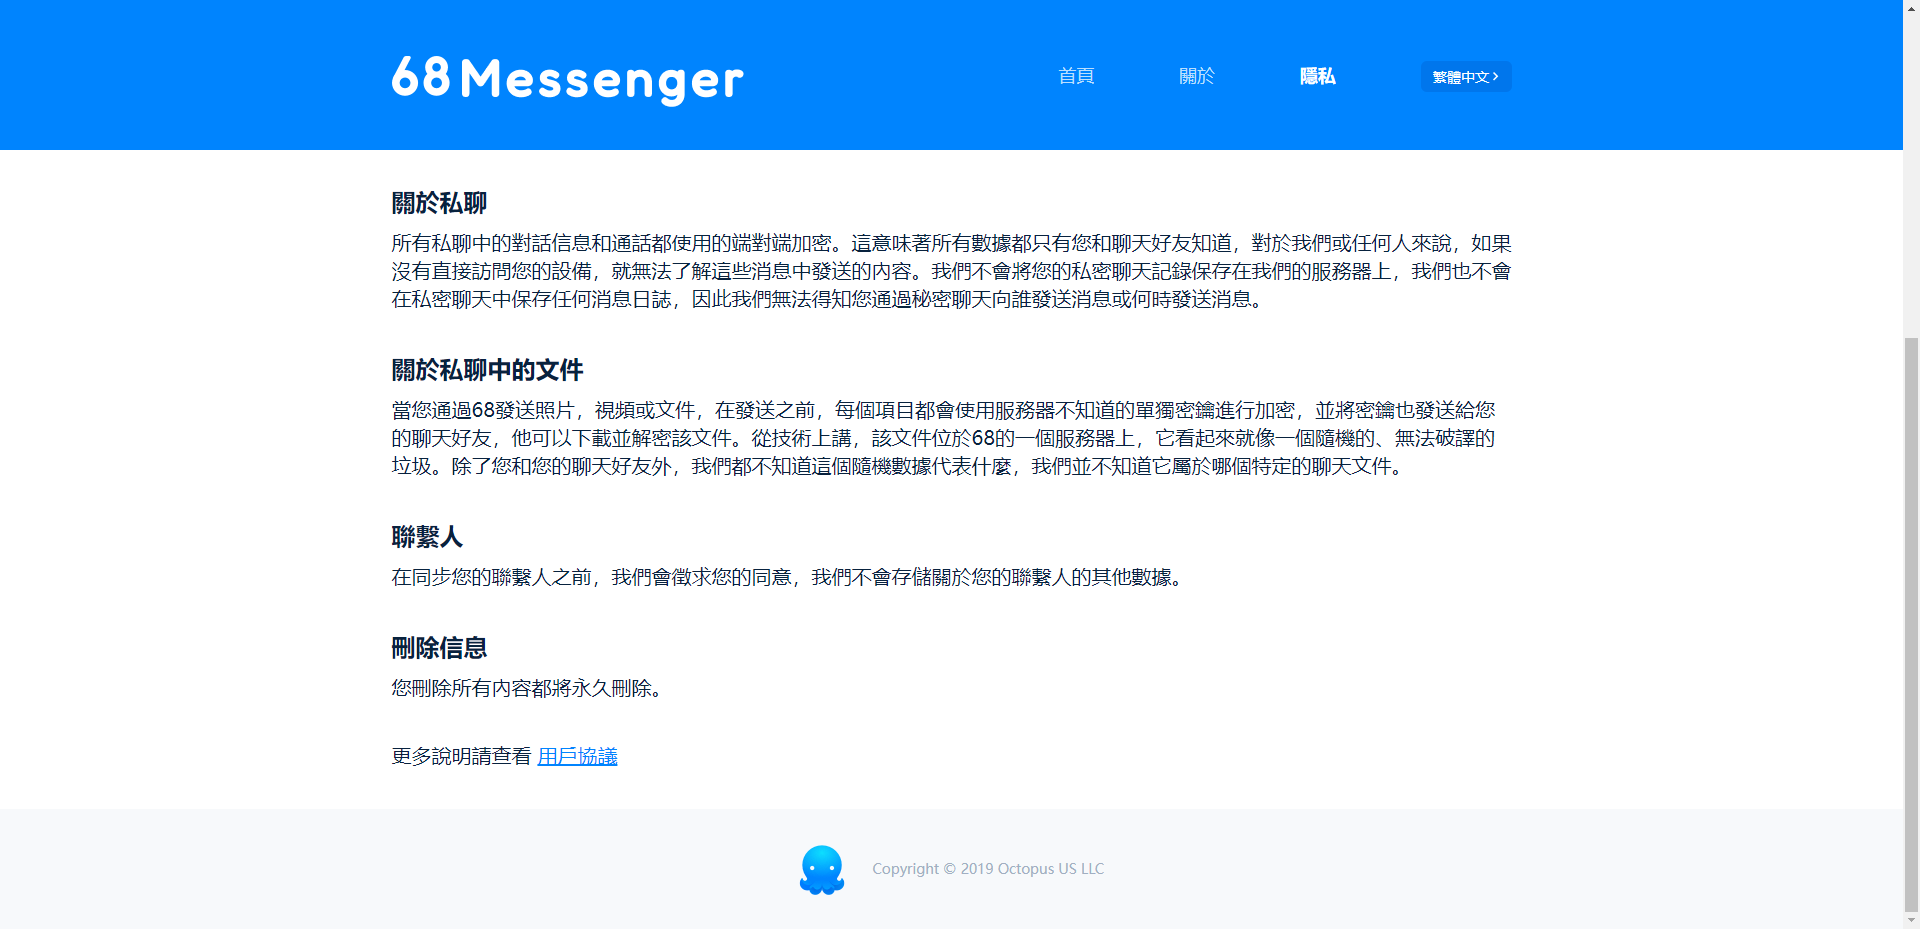 68 Messenger
首頁
關於
隱私
繁體中文 ›
關於私聊
所有私聊中的對話信息和通話都使用的端對端加密。這意味著所有數據都只有您和聊天好友知道，對於我們或任何人來說，如果
沒有直接訪問您的設備，就無法了解這些消息中發送的內容。我們不會將您的私密聊天記錄保存在我們的服務器上，我們也不會
在私密聊天中保存任何消息日誌，因此我們無法得知您通過秘密聊天向誰發送消息或何時發送消息。
關於私聊中的文件
當您通過68發送照片，視頻或文件，在發送之前，每個項目都會使用服務器不知道的單獨密鑰進行加密，並將密鑰也發送給您
的聊天好友，他可以下載並解密該文件。從技術上講，該文件位於68的一個服務器上，它看起來就像一個隨機的、無法破譯的
垃圾。除了您和您的聊天好友外，我們都不知道這個隨機數據代表什麼，我們並不知道它屬於哪個特定的聊天文件。
聯繫人
在同步您的聯繫人之前，我們會徵求您的同意，我們不會存儲關於您的聯繫人的其他數據。
刪除信息
您刪除所有內容都將永久刪除。
更多說明請查看 用戶協議
Copyright © 2019 Octopus US LLC